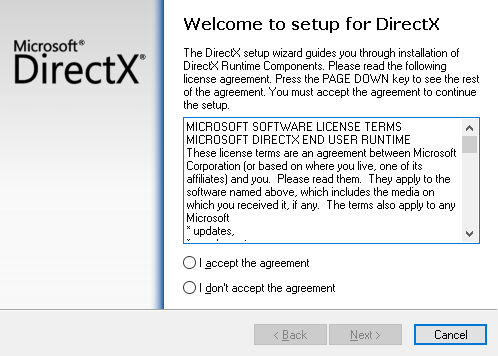 Microsoft®
DirectX®
Welcome to setup for DirectX
The DirectX setup wizard guides you through installation of
DirectX Runtime Components. Please read the following
license agreement. Press the PAGE DOWN key to see the rest
of the agreement. You must accept the agreement to continue
the setup.
MICROSOFT SOFTWARE LICENSE TERMS
MICROSOFT DIRECTX END USER RUNTIME
These license terms are an agreement between Microsoft
Corporation (or based on where you live, one of its
affiliates) and you.  Please read them.  They apply to the
software named above, which includes the media on
which you received it, if any.  The terms also apply to any
Microsoft
* updates,
I accept the agreement
I don't accept the agreement
< Back
Next >
Cancel